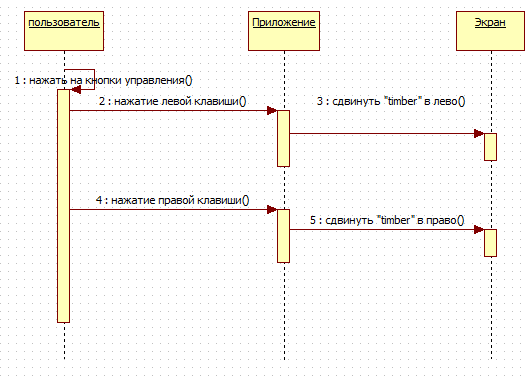 пользователь
Приложение
Экран
1 : нажать на кнопки управления()
2 : нажатие левой клавиши()
3 : сдвинуть "timber" в лево()
4 : нажатие правой клавиши()
5 : сдвинуть "timber" в право()